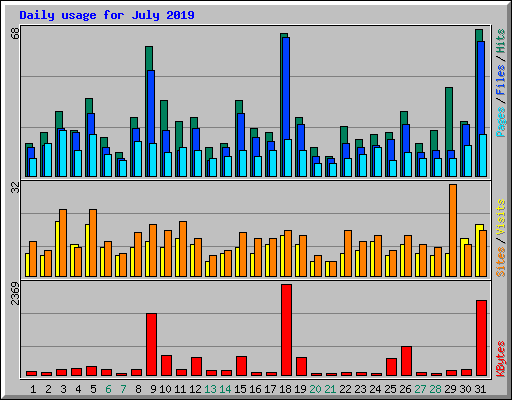 Daily usage for July 2019
68
Pages / Files / Hits
32
Sites / Visits
2369
KBytes
1 2 3 4 5 6 7 8 9 10 11 12 13 14 15 16 17 18 19 20 21 22 23 24 25 26 27 28 29 30 31